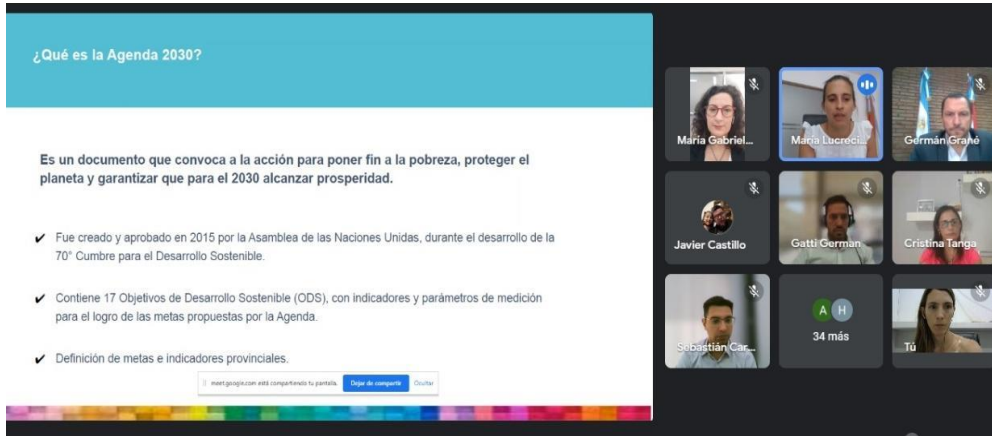 ¿Qué es la Agenda 2030?
Es un documento que convoca a la acción para poner fin a la pobreza, proteger el
planeta y garantizar que para el 2030 alcanzar prosperidad.
✔ Fue creado y aprobado en 2015 por la Asamblea de las Naciones Unidas, durante el desarrollo de la
70° Cumbre para el Desarrollo Sostenible.
✔ Contiene 17 Objetivos de Desarrollo Sostenible (ODS), con indicadores y parámetros de medición
para el logro de las metas propuestas por la Agenda.
✔ Definición de metas e indicadores provinciales.
meet.google.com está compartiendo tu pantalla. Dejar de compartir Ocultar
María Gabriel... María Lucreci... Germán Grané
Javier Castillo Gatti German Cristina Tanga
Sebastián Car...
A H
34 más
Tú